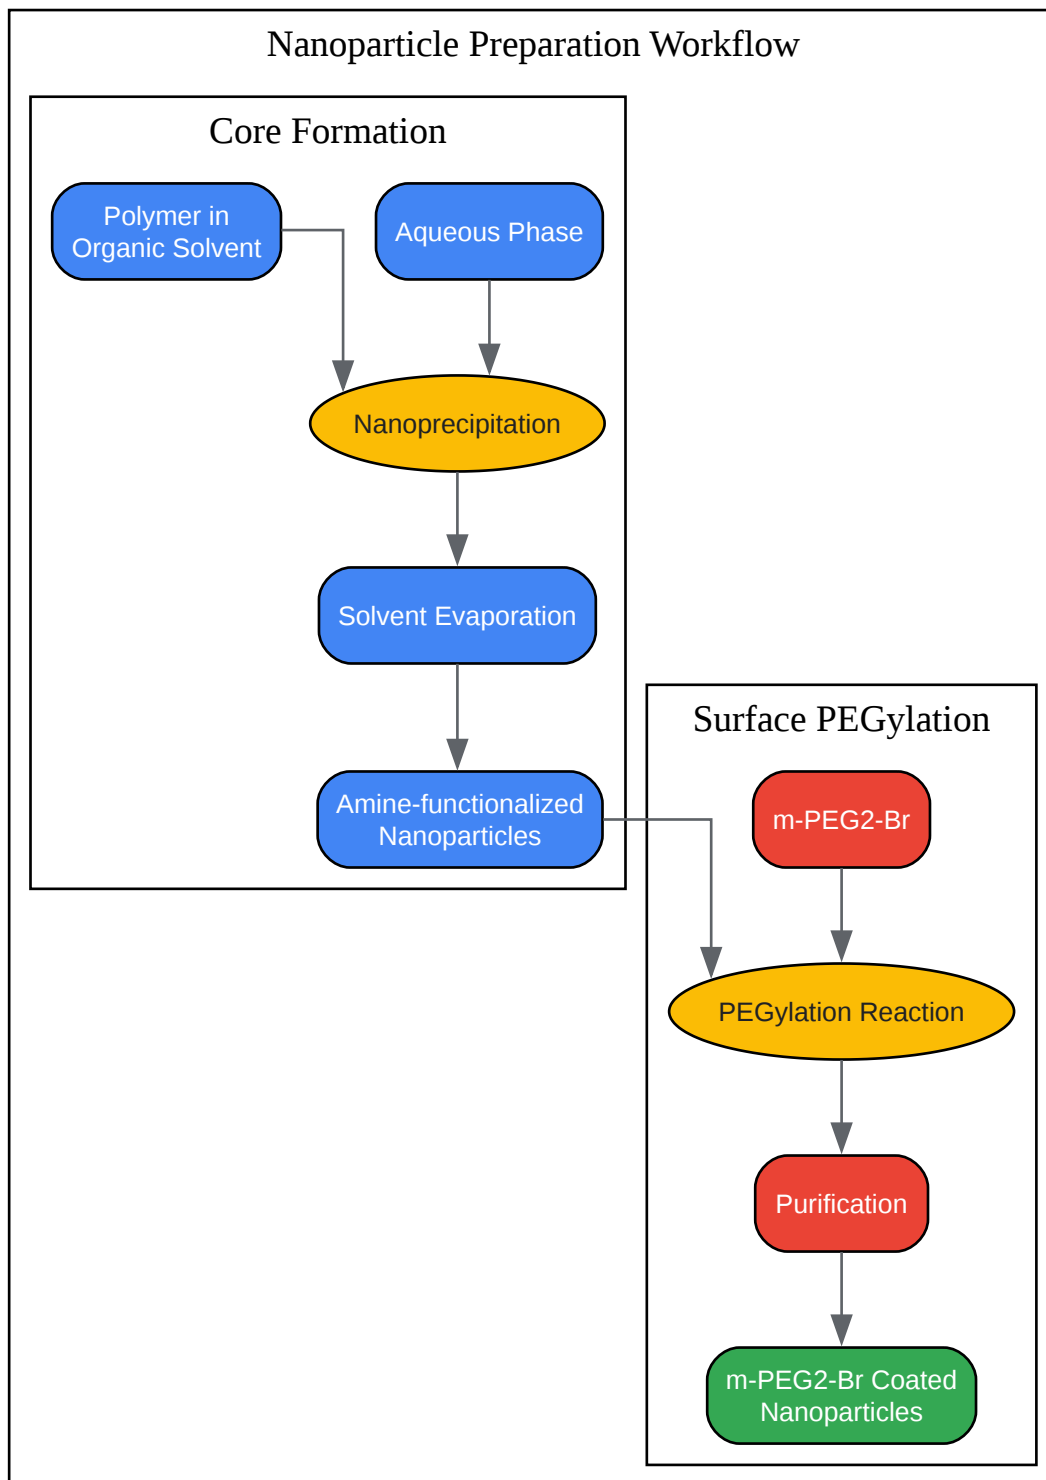 Nanoparticle Preparation Workflow
Core Formation
Polymer in
Organic Solvent
Aqueous Phase
Nanoprecipitation
Solvent Evaporation
Amine-functionalized
Nanoparticles
Surface PEGylation
m-PEG2-Br
PEGylation Reaction
Purification
m-PEG2-Br Coated
Nanoparticles